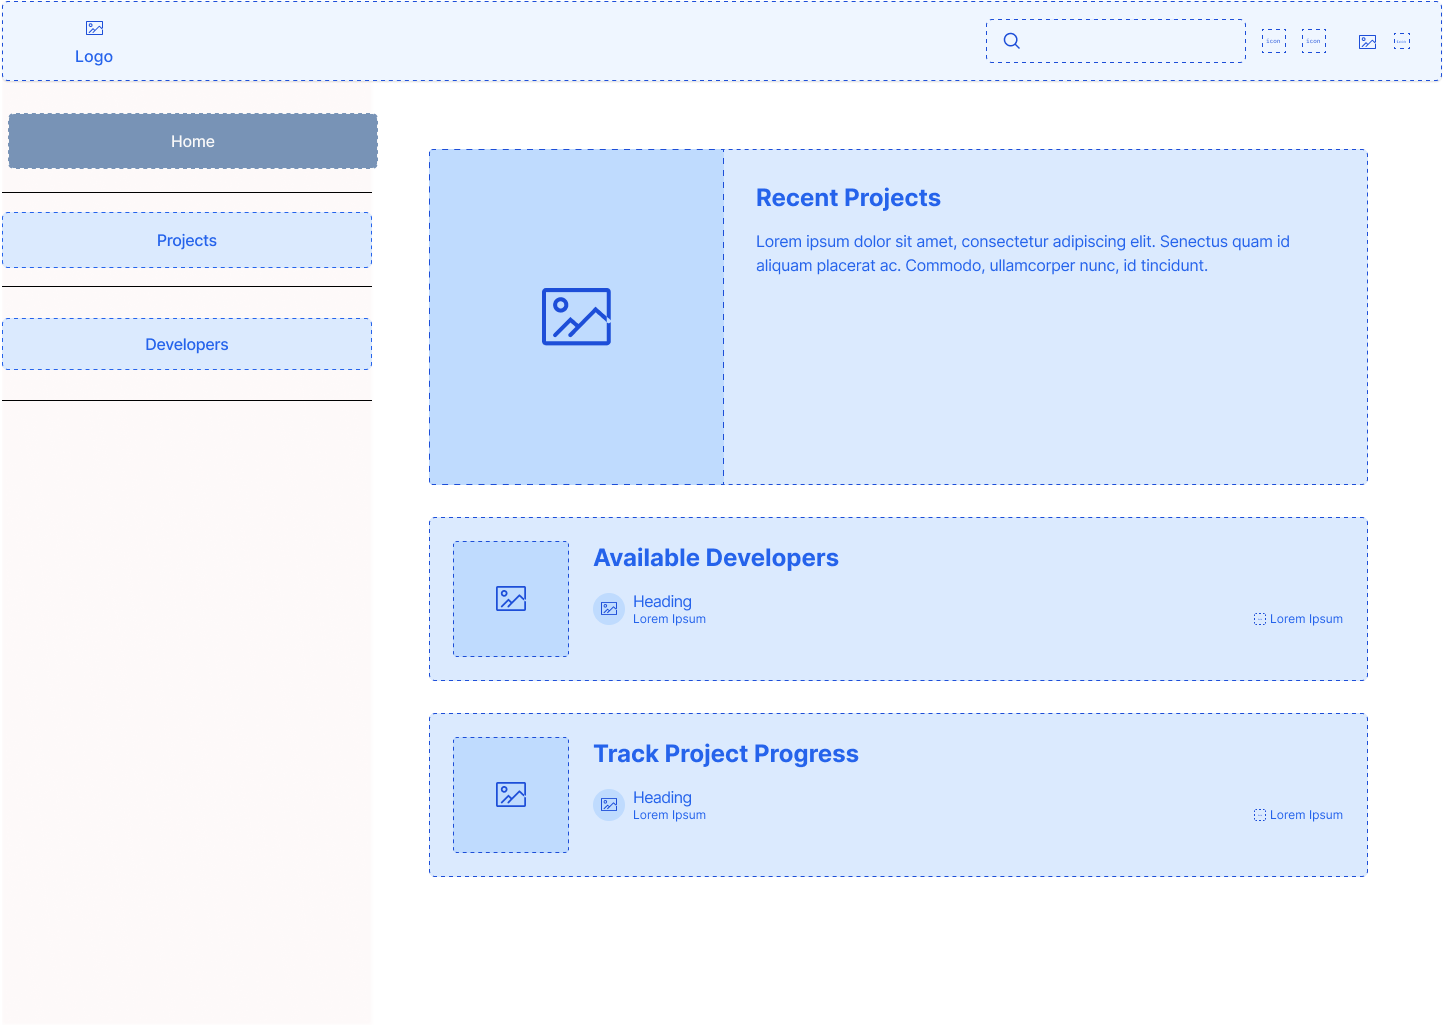 Logo
icon
icon
Home
Projects
Developers
Recent Projects
Lorem ipsum dolor sit amet, consectetur adipiscing elit. Senectus quam id
aliquam placerat ac. Commodo, ullamcorper nunc, id tincidunt.
Available Developers
Heading
Lorem Ipsum
Lorem Ipsum
Track Project Progress
Heading
Lorem Ipsum
Lorem Ipsum